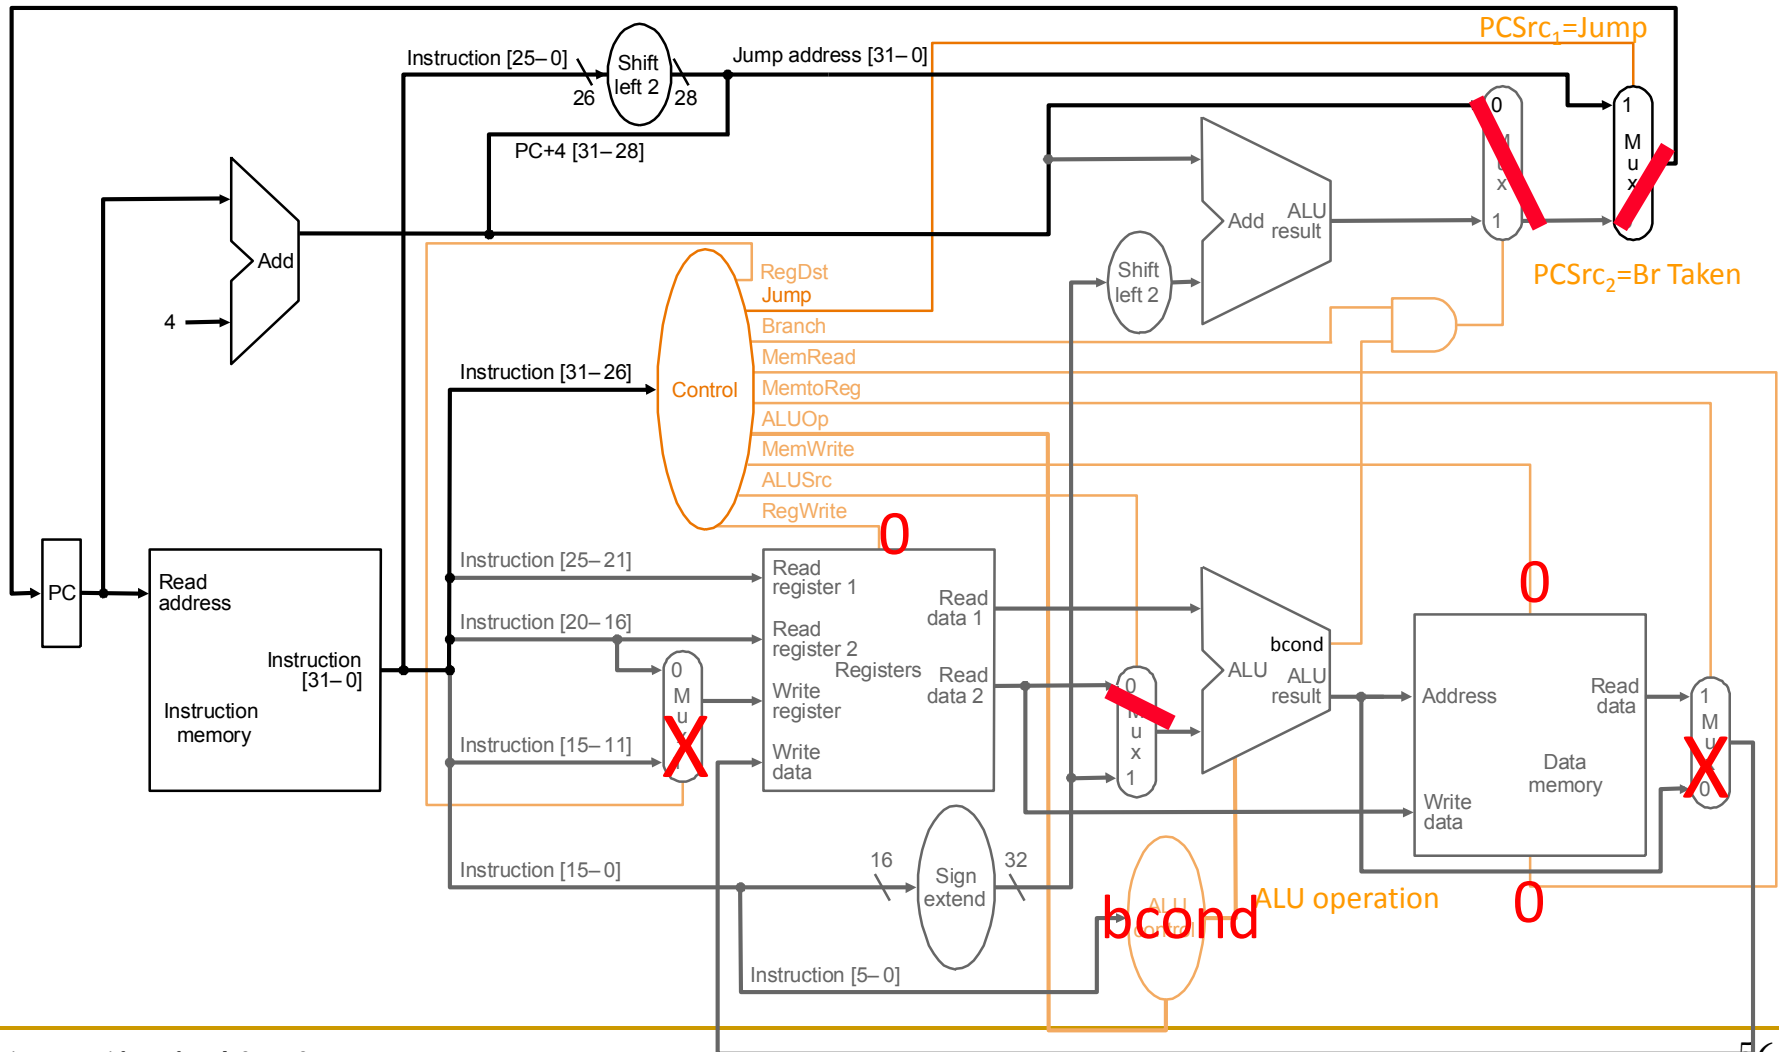 PCSrc1=Jump
Instruction [25–0]
Shift
left 2
Jump address [31–0]
26
28
PC+4 [31–28]
0
M
u
x
1
1
M
u
x
Add
ALU
result
Add
4
Shift
left 2
PCSrc2=Br Taken
RegDst
Jump
Branch
MemRead
MemtoReg
ALUOp
MemWrite
ALUSrc
RegWrite
Instruction [31–26]
Control
0
PC
Read
address
Instruction
[31–0]
Instruction
memory
Instruction [25–21]
Instruction [20–16]
Instruction [15–11]
Instruction [15–0]
Instruction [5–0]
0
M
u
X
Read
register 1
Read
register 2
Registers
Write
register
Write
data
Read
data 1
Read
data 2
0
M
u
x
1
bcond
ALU
ALU
result
0
Address
Read
data
Data
memory
Write
data
1
M
u
X
0
0
16
Sign
extend
32
ALU
control
bcond
ALU operation